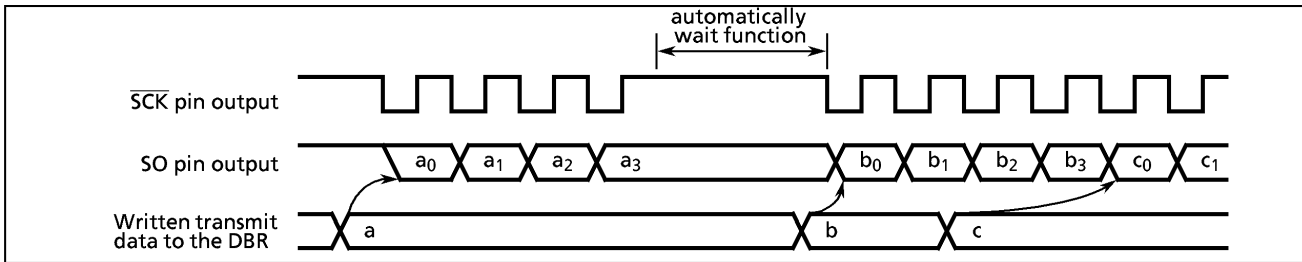 automatically
wait function
SCK pin output
SO pin output
a0 a1 a2 a3 b0 b1 b2 b3 c0 c1
Written transmit
data to the DBR
a b c